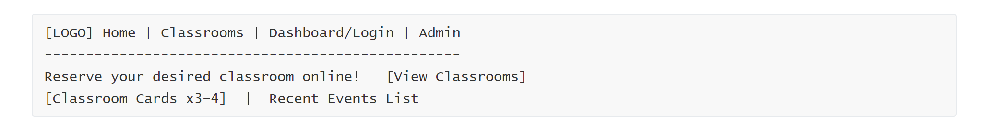 [LOGO] Home | Classrooms | Dashboard/Login | Admin
--------------------------------------------------
Reserve your desired classroom online!   [View Classrooms]
[Classroom Cards x3-4]  |  Recent Events List